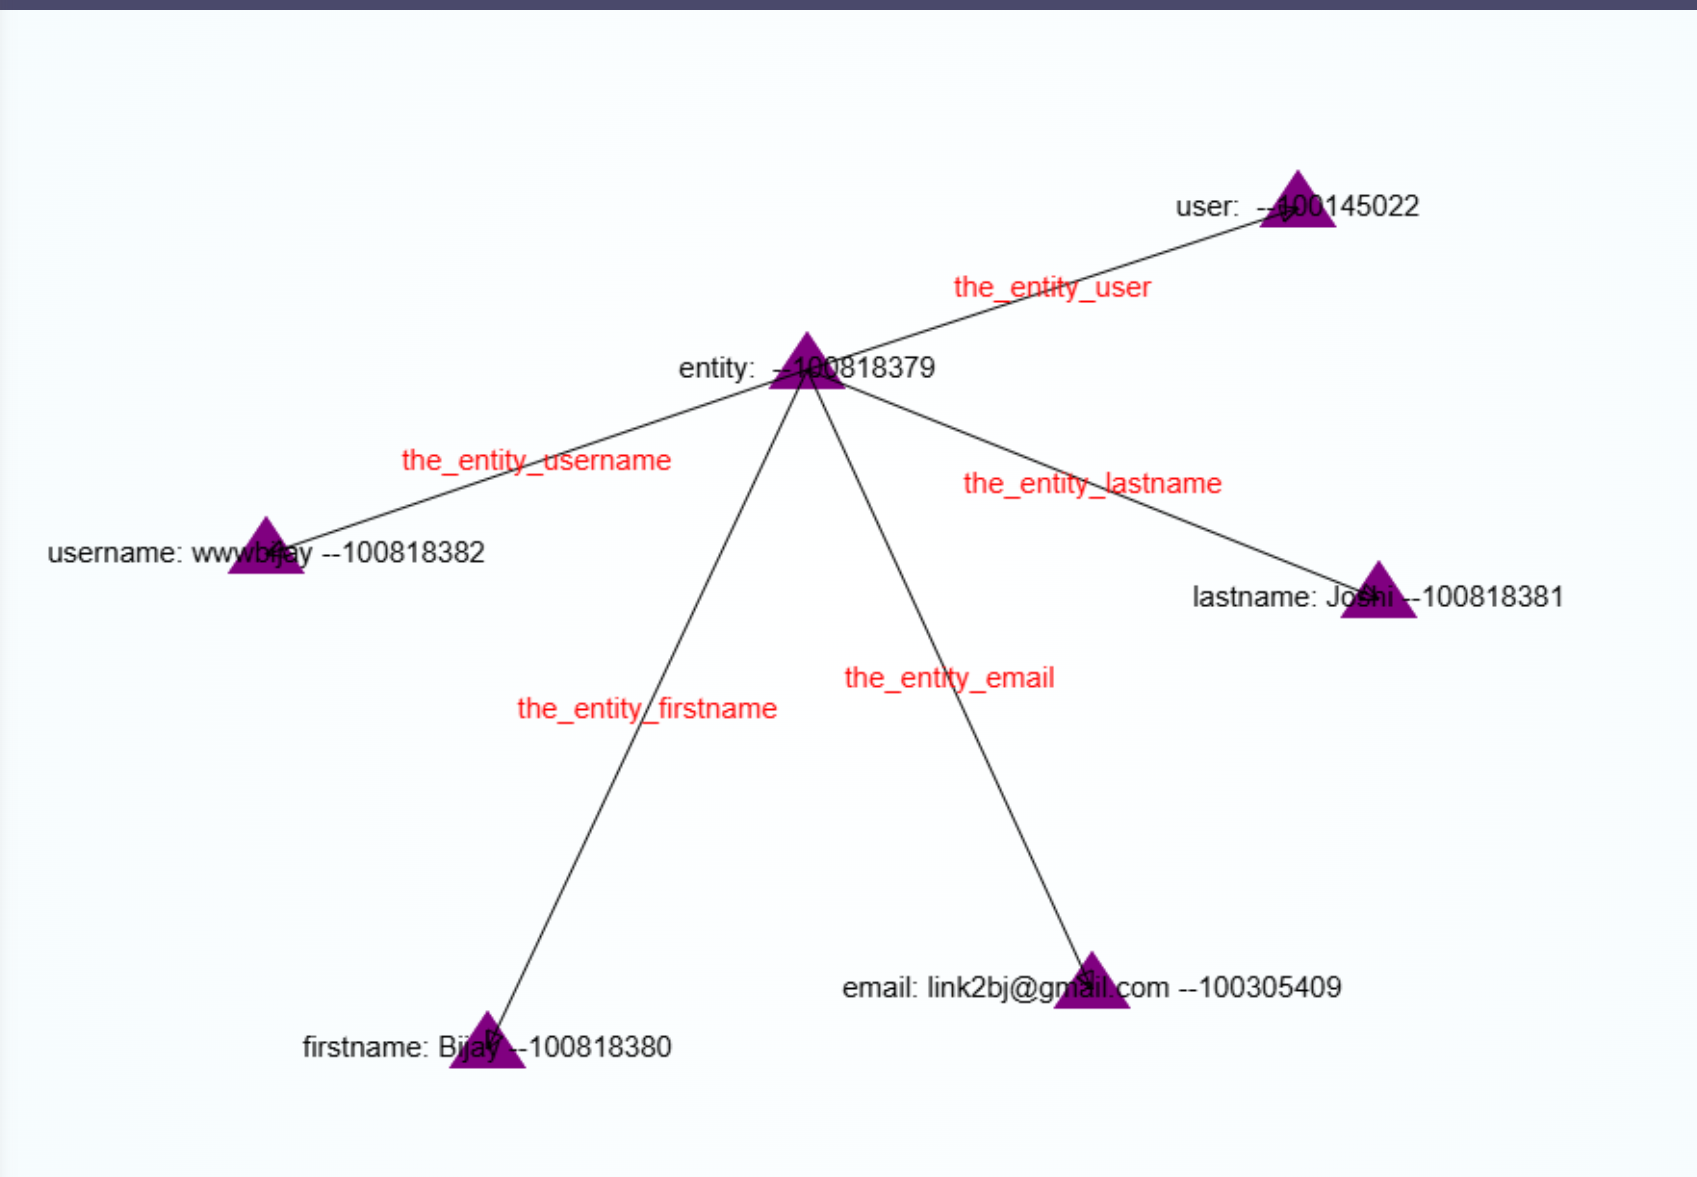 user:  --100145022
the_entity_user
entity:  --100818379
the_entity_username
the_entity_lastname
username: wwwbijay --100818382
lastname: Joshi --100818381
the_entity_email
the_entity_firstname
email: link2bj@gmail.com --100305409
firstname: Bijay --100818380